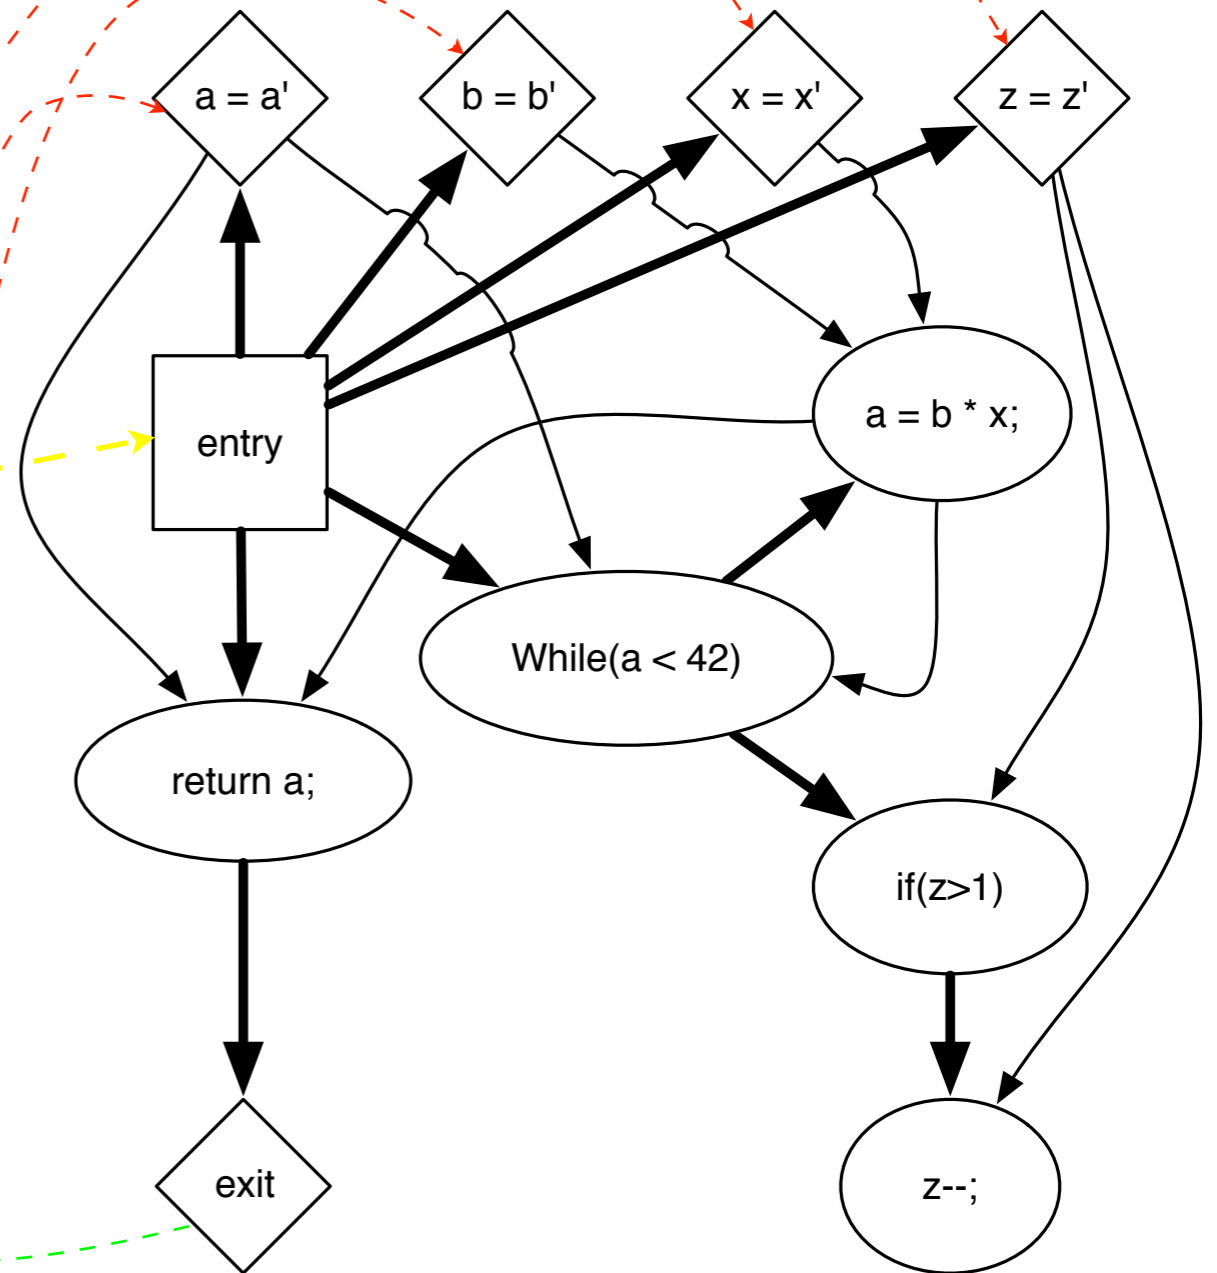 a = a'
b = b'
x = x'
z = z'
entry
a = b * x;
While(a < 42)
return a;
if(z>1)
exit
z--;